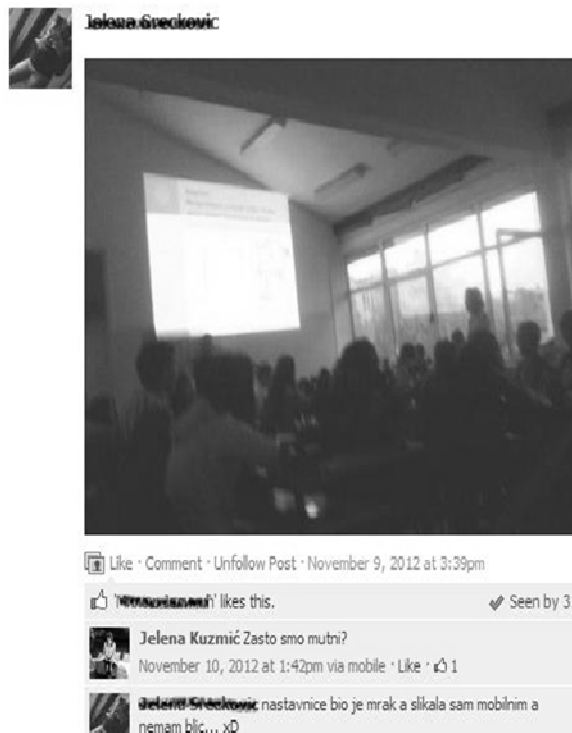 Like · Comment · Unfollow Post · November 9, 2012 at 3:39pm
likes this.
Seen by 3
Jelena Kuzmić Zasto smo mutni?
November 10, 2012 at 1:42pm via mobile · Like · 1
nastavnice bio je mrak a slikala sam mobilnim a
nemam blic... xD